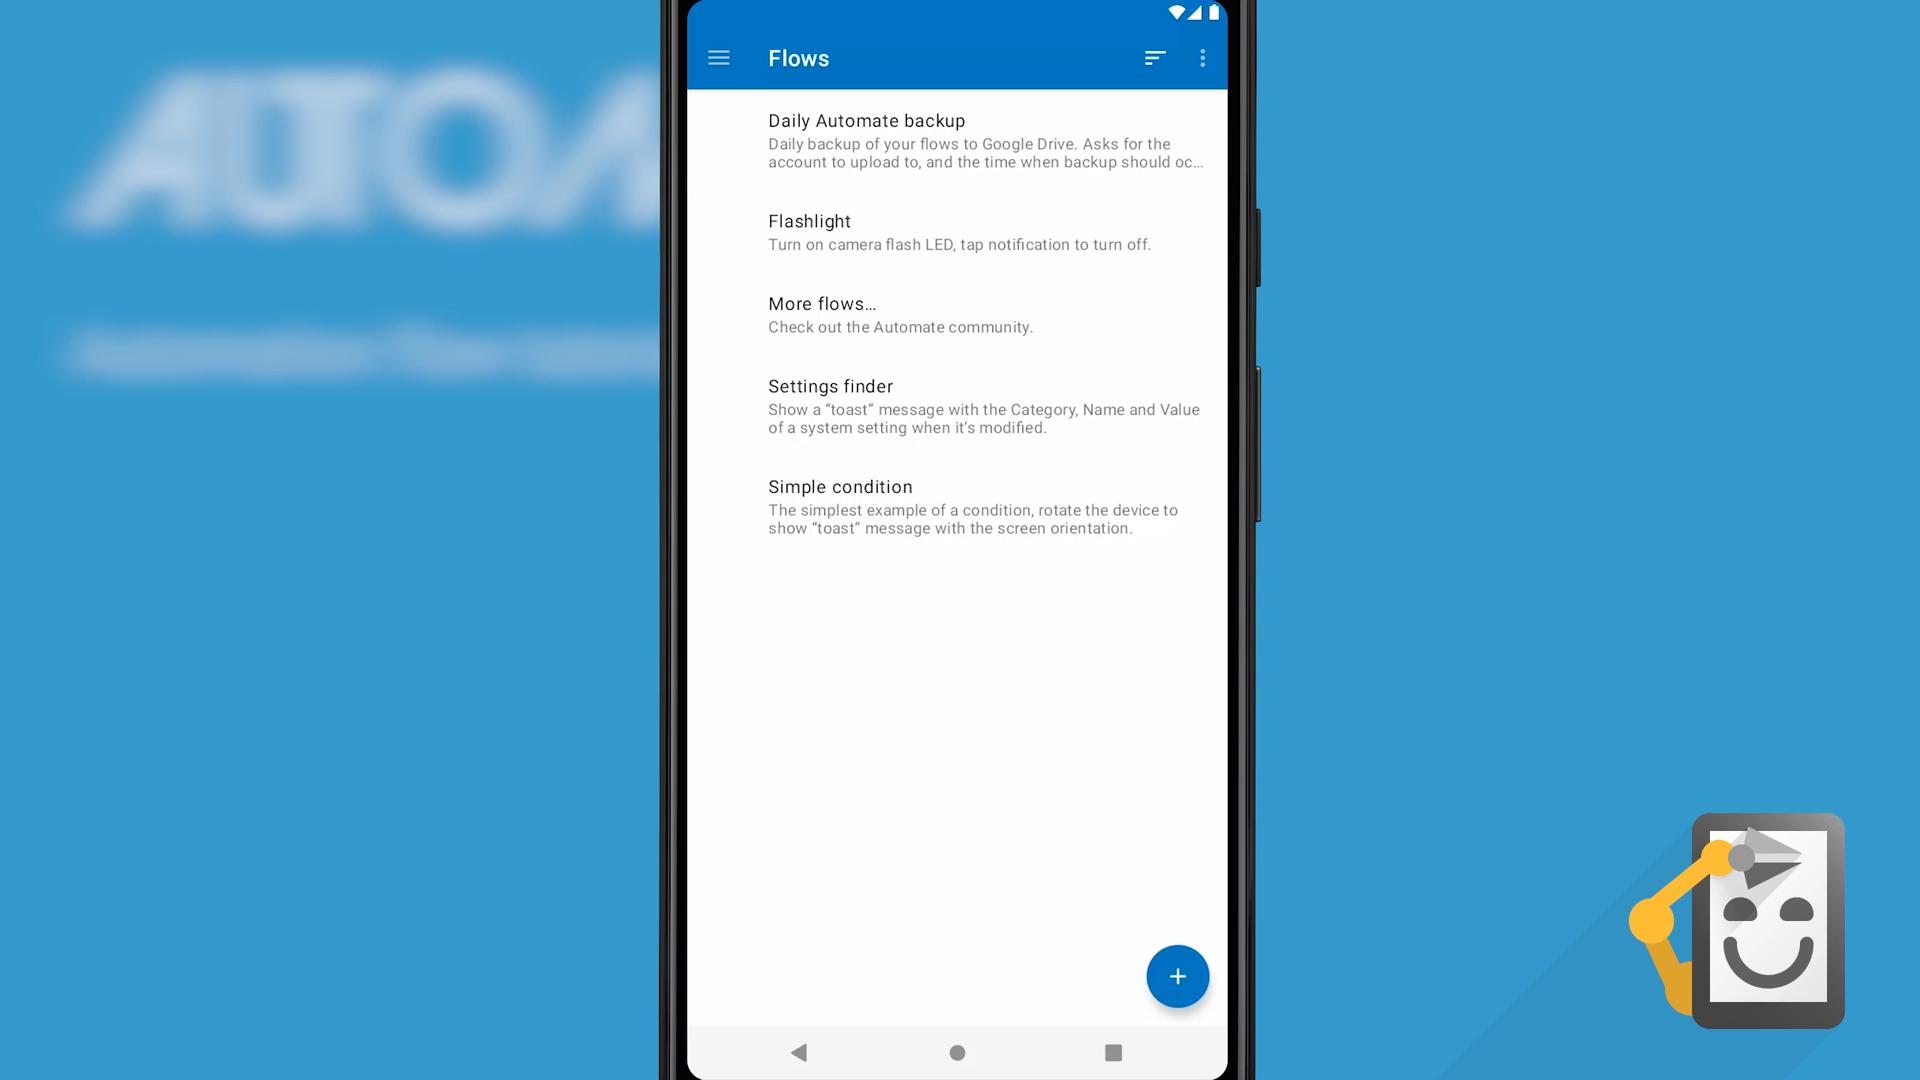 Flows
Daily Automate backup
Daily backup of your flows to Google Drive. Asks for the
account to upload to, and the time when backup should oc…
Flashlight
Turn on camera flash LED, tap notification to turn off.
More flows…
Check out the Automate community.
Settings finder
Show a “toast” message with the Category, Name and Value
of a system setting when it’s modified.
Simple condition
The simplest example of a condition, rotate the device to
show “toast” message with the screen orientation.